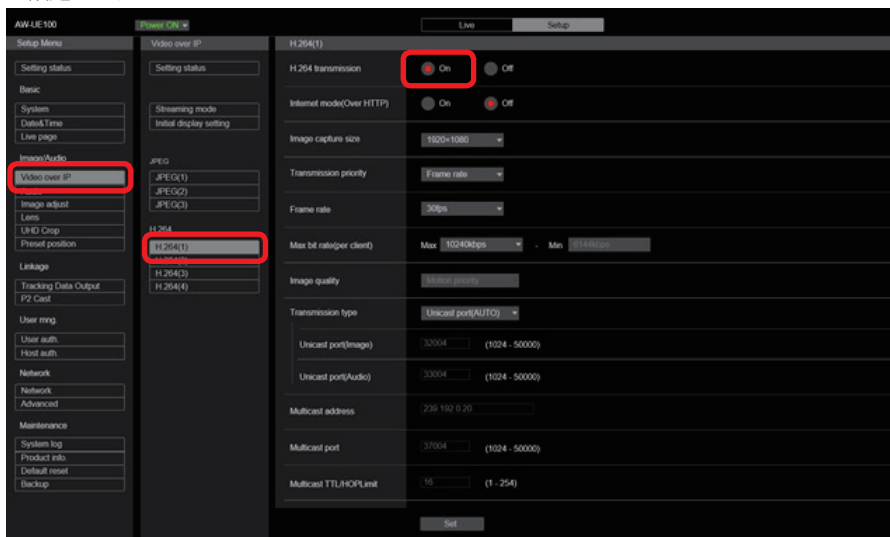 AW-UE100 Power ON Live Setup
Setup Menu
Setting status
Basic
System
Date&Time
Live page
Image/Audio
Video over IP
Image adjust
Lens
UHD Crop
Preset position
Linkage
Tracking Data Output
P2 Cast
User mng.
User auth.
Host auth.
Network
Network
Advanced
Maintenance
System log
Product info.
Default reset
Backup
Video over IP
Setting status
Streaming mode
Initial display setting
JPEG
JPEG(1)
JPEG(2)
JPEG(3)
H.264
H.264(1)
H.264(3)
H.264(4)
H.264(1)
H.264 transmission On Off
Internet mode(Over HTTP) On Off
Image capture size 1920×1080
Transmission priority Frame rate
Frame rate 30fps
Max bit rate(per client) Max 10240kbps - Min 6144kbps
Image quality Motion priority
Transmission type Unicast port(AUTO)
Unicast port(Image) 32004 (1024 - 50000)
Unicast port(Audio) 33004 (1024 - 50000)
Multicast address 239.192.0.20
Multicast port 37004 (1024 - 50000)
Multicast TTL/HOPLimit 16 (1 - 254)
Set